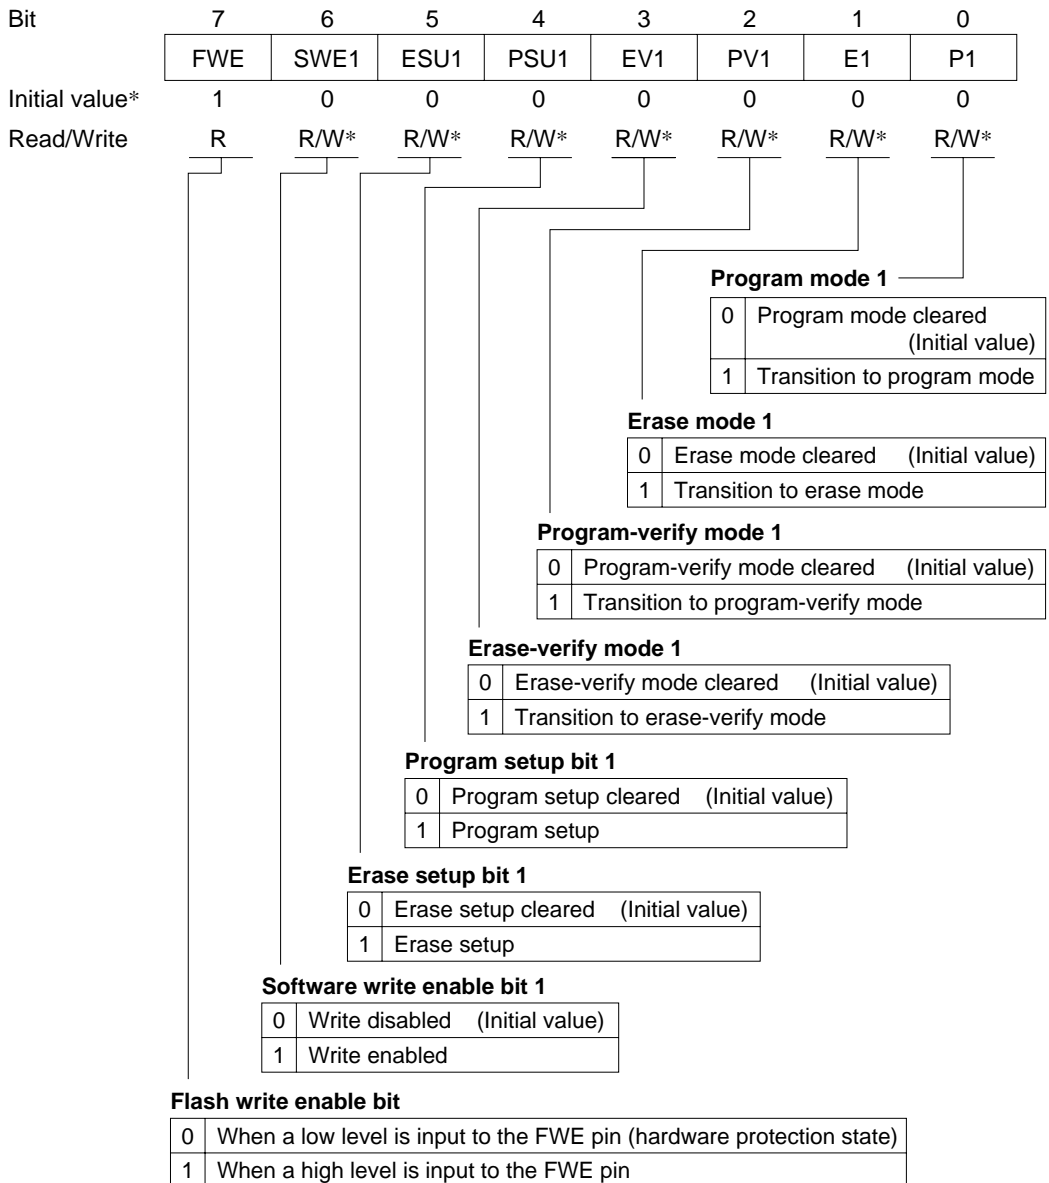 Bit 7 6 5 4 3 2 1 0
FWE SWE1 ESU1 PSU1 EV1 PV1 E1 P1
Initial value* 1 0 0 0 0 0 0 0
Read/Write R R/W* R/W* R/W* R/W* R/W* R/W* R/W*
Program mode 1
0 Program mode cleared
(Initial value)
1 Transition to program mode
Erase mode 1
0 Erase mode cleared (Initial value)
1 Transition to erase mode
Program-verify mode 1
0 Program-verify mode cleared (Initial value)
1 Transition to program-verify mode
Erase-verify mode 1
0 Erase-verify mode cleared (Initial value)
1 Transition to erase-verify mode
Program setup bit 1
0 Program setup cleared (Initial value)
1 Program setup
Erase setup bit 1
0 Erase setup cleared (Initial value)
1 Erase setup
Software write enable bit 1
0 Write disabled (Initial value)
1 Write enabled
Flash write enable bit
0 When a low level is input to the FWE pin (hardware protection state)
1 When a high level is input to the FWE pin